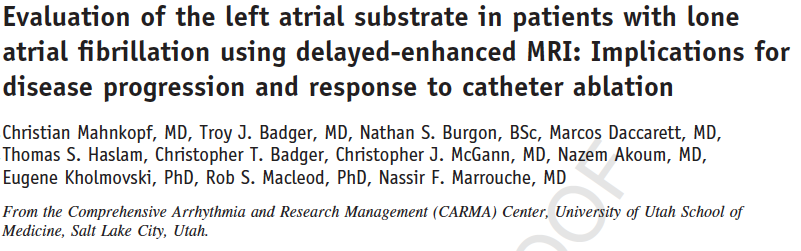 Evaluation of the left atrial substrate in patients with lone
atrial fibrillation using delayed-enhanced MRI: Implications for
disease progression and response to catheter ablation
Christian Mahnkopf, MD, Troy J. Badger, MD, Nathan S. Burgon, BSc, Marcos Daccarett, MD,
Thomas S. Haslam, Christopher T. Badger, Christopher J. McGann, MD, Nazem Akoum, MD,
Eugene Kholmovski, PhD, Rob S. Macleod, PhD, Nassir F. Marrouche, MD
From the Comprehensive Arrhythmia and Research Management (CARMA) Center, University of Utah School of
Medicine, Salt Lake City, Utah.
OOF